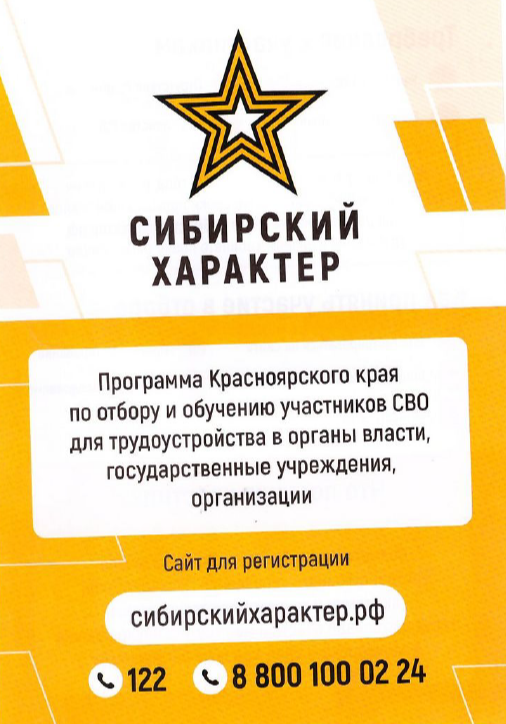 СИБИРСКИЙ
ХАРАКТЕР
Программа Красноярского края
по отбору и обучению участников СВО
для трудоустройства в органы власти,
государственные учреждения,
организации
Сайт для регистрации
сибирскийхарактер.рф
122 8 800 100 02 24